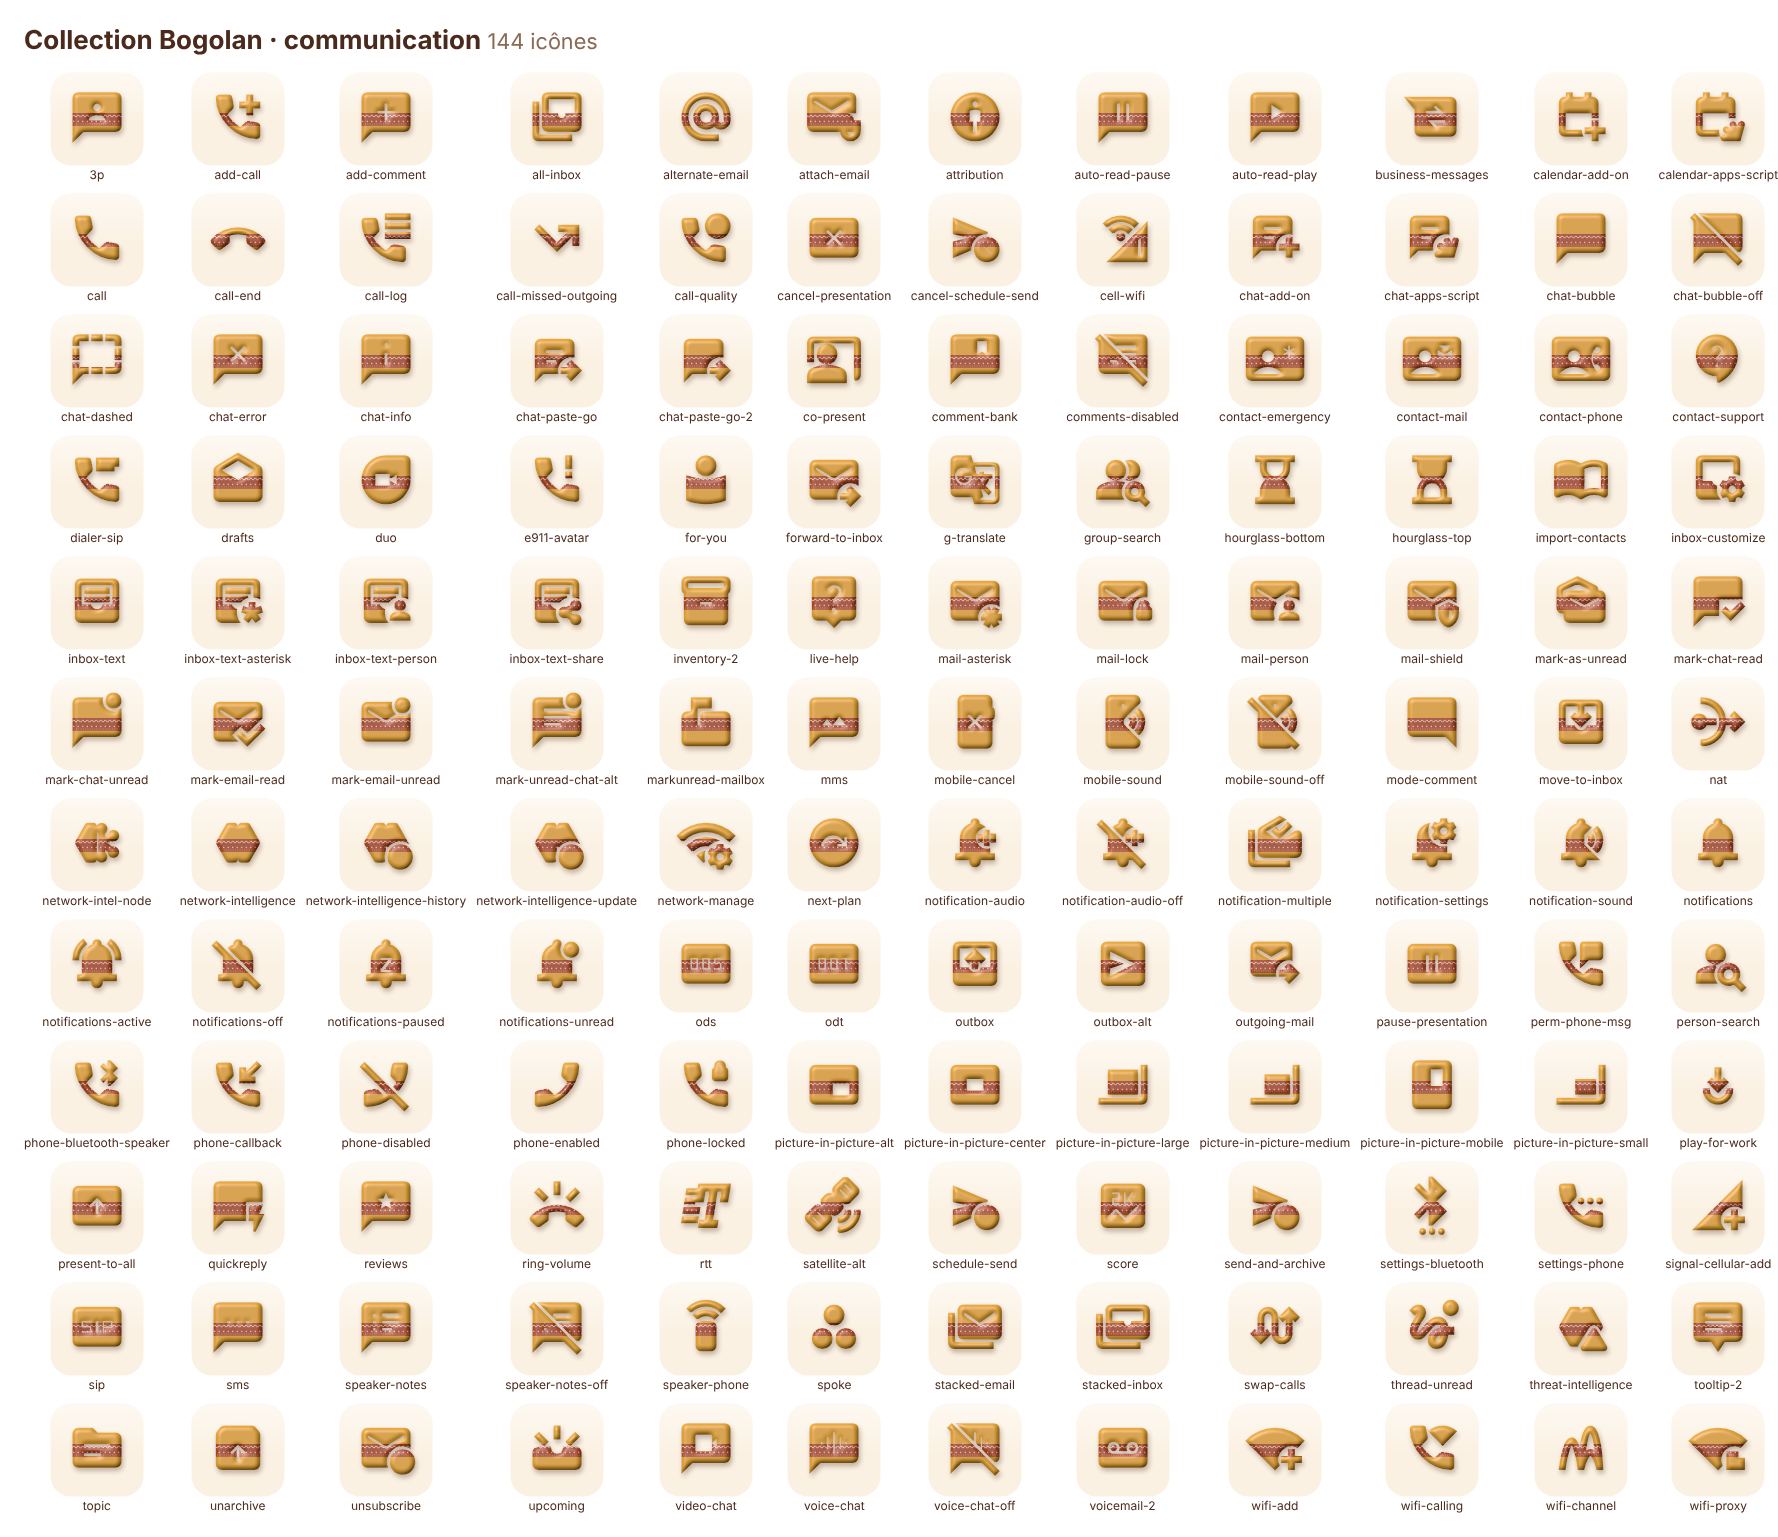 Collection Bogolan · communication 144 icônes
3p add-call add-comment all-inbox alternate-email attach-email attribution auto-read-pause auto-read-play business-messages calendar-add-on calendar-apps-script
call call-end call-log call-missed-outgoing call-quality cancel-presentation cancel-schedule-send cell-wifi chat-add-on chat-apps-script chat-bubble chat-bubble-off
chat-dashed chat-error chat-info chat-paste-go chat-paste-go-2 co-present comment-bank comments-disabled contact-emergency contact-mail contact-phone contact-support
dialer-sip drafts duo e911-avatar for-you forward-to-inbox g-translate group-search hourglass-bottom hourglass-top import-contacts inbox-customize
inbox-text inbox-text-asterisk inbox-text-person inbox-text-share inventory-2 live-help mail-asterisk mail-lock mail-person mail-shield mark-as-unread mark-chat-read
mark-chat-unread mark-email-read mark-email-unread mark-unread-chat-alt markunread-mailbox mms mobile-cancel mobile-sound mobile-sound-off mode-comment move-to-inbox nat
network-intel-node network-intelligence network-intelligence-history network-intelligence-update network-manage next-plan notification-audio notification-audio-off notification-multiple notification-settings notification-sound notifications
Z ODS ODT
notifications-active notifications-off notifications-paused notifications-unread ods odt outbox outbox-alt outgoing-mail pause-presentation perm-phone-msg person-search
phone-bluetooth-speaker phone-callback phone-disabled phone-enabled phone-locked picture-in-picture-alt picture-in-picture-center picture-in-picture-large picture-in-picture-medium picture-in-picture-mobile picture-in-picture-small play-for-work
2K
present-to-all quickreply reviews ring-volume rtt satellite-alt schedule-send score send-and-archive settings-bluetooth settings-phone signal-cellular-add
SIP
sip sms speaker-notes speaker-notes-off speaker-phone spoke stacked-email stacked-inbox swap-calls thread-unread threat-intelligence tooltip-2
topic unarchive unsubscribe upcoming video-chat voice-chat voice-chat-off voicemail-2 wifi-add wifi-calling wifi-channel wifi-proxy